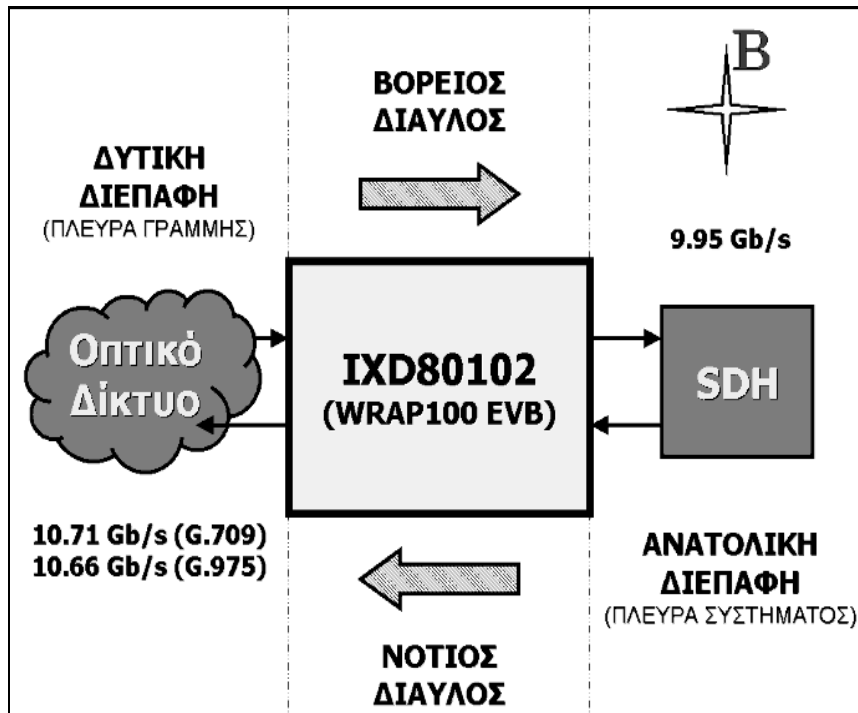 B
ΒΟΡΕΙΟΣ
ΔΙΑΥΛΟΣ
ΔΥΤΙΚΗ
ΔΙΕΠΑΦΗ
(ΠΛΕΥΡΑ ΓΡΑΜΜΗΣ)
9.95 Gb/s
Οπτικό
Δίκτυο
IXD80102
(WRAP100 EVB)
SDH
10.71 Gb/s (G.709)
10.66 Gb/s (G.975)
ΑΝΑΤΟΛΙΚΗ
ΔΙΕΠΑΦΗ
(ΠΛΕΥΡΑ ΣΥΣΤΗΜΑΤΟΣ)
ΝΟΤΙΟΣ
ΔΙΑΥΛΟΣ